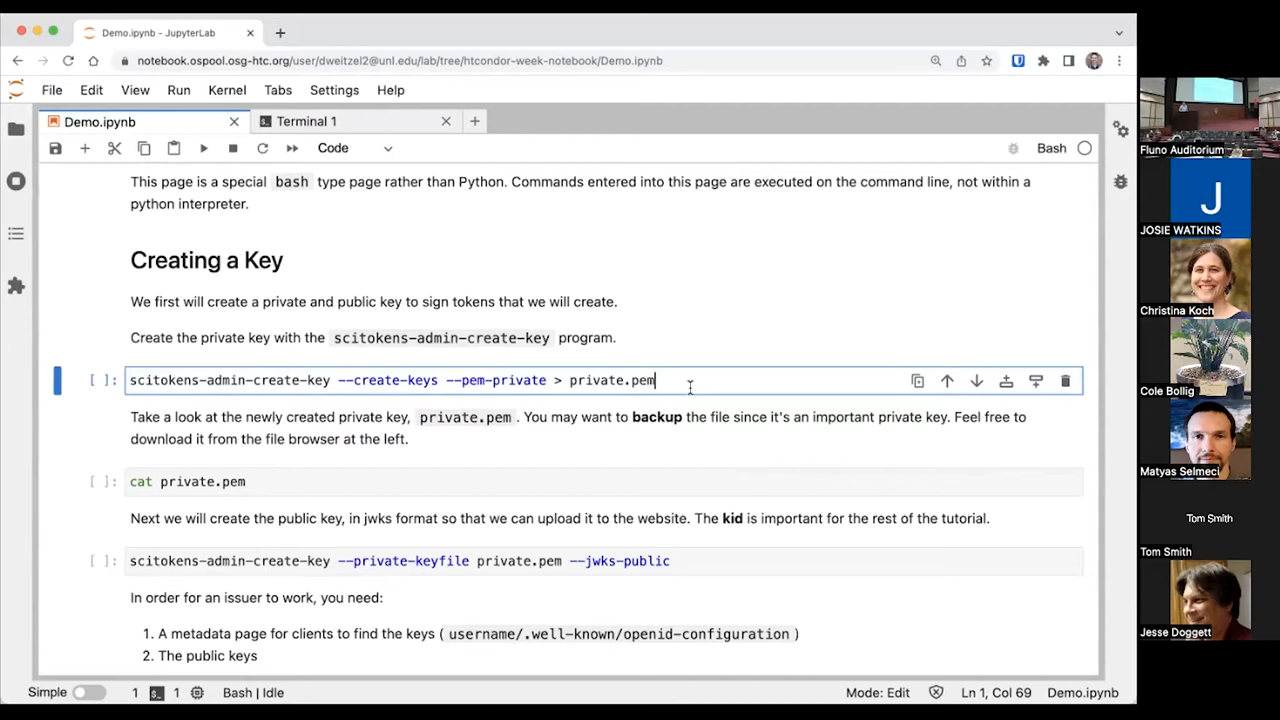 Demo.ipynb - JupyterLab
notebook.ospool.osg-htc.org/user/dweitzel2@unl.edu/lab/tree/htcondor-week-notebook/Demo.ipynb
File Edit View Run Kernel Tabs Settings Help
Demo.ipynb Terminal 1
Code Bash
This page is a special bash type page rather than Python. Commands entered into this page are executed on the command line, not within a
python interpreter.
Creating a Key
We first will create a private and public key to sign tokens that we will create.
Create the private key with the scitokens-admin-create-key program.
[ ]: scitokens-admin-create-key --create-keys --pem-private > private.pem
Take a look at the newly created private key, private.pem . You may want to backup the file since it's an important private key. Feel free to
download it from the file browser at the left.
[ ]: cat private.pem
Next we will create the public key, in jwks format so that we can upload it to the website. The kid is important for the rest of the tutorial.
[ ]: scitokens-admin-create-key --private-keyfile private.pem --jwks-public
In order for an issuer to work, you need:
1. A metadata page for clients to find the keys ( username/.well-known/openid-configuration )
2. The public keys
Simple 1 1 Bash | Idle Mode: Edit Ln 1, Col 69 Demo.ipynb
Fluno Auditorium
J
JOSIE WATKINS
Christina Koch
Cole Bollig
Matyas Selmeci
Tom Smith
Tom Smith
Jesse Doggett